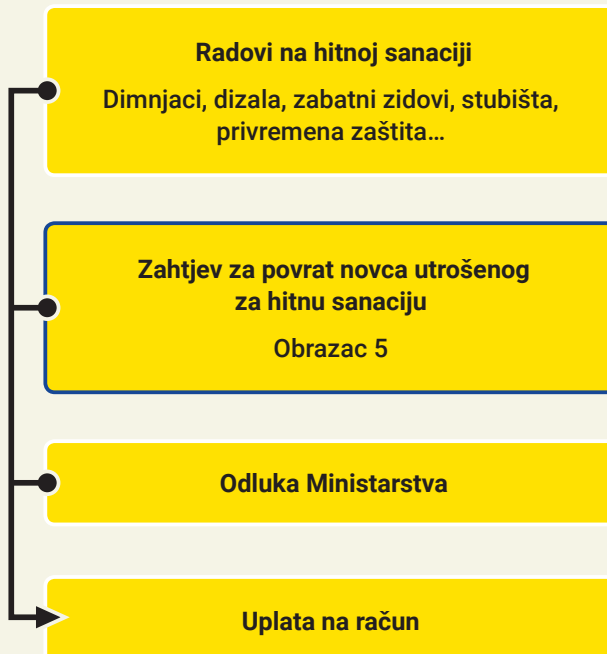 Radovi na hitnoj sanaciji
Dimnjaci, dizala, zabatni zidovi, stubišta,
privremena zaštita…
Zahtjev za povrat novca utrošenog
za hitnu sanaciju
Obrazac 5
Odluka Ministarstva
Uplata na račun